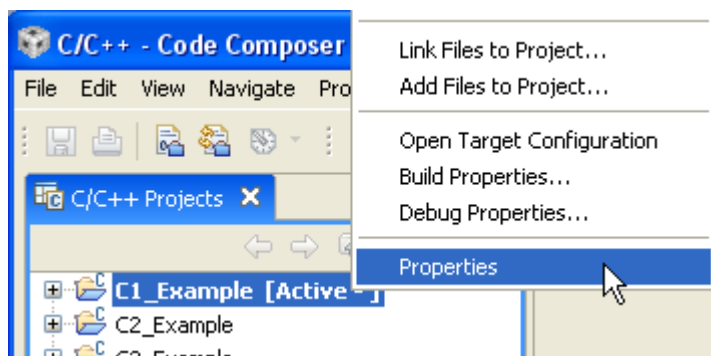 C/C++ - Code Composer
File Edit View Navigate Pro
C/C++ Projects
C1_Example [Active - ]
C2_Example
C3_Example
Link Files to Project...
Add Files to Project...
Open Target Configuration
Build Properties...
Debug Properties...
Properties